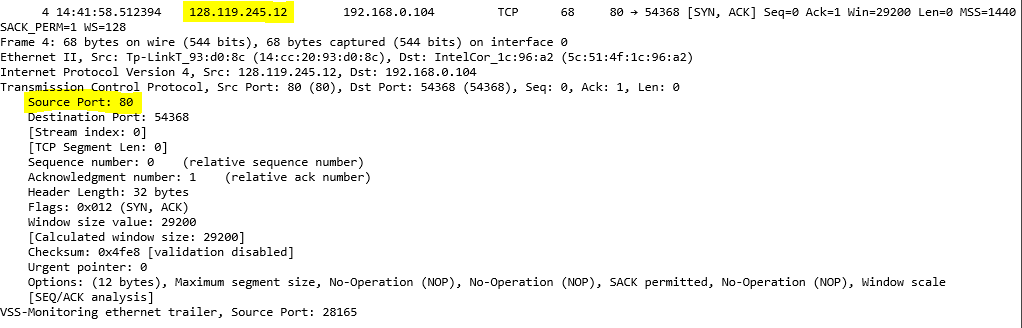 4 14:41:58.512394 128.119.245.12 192.168.0.104 TCP 68 80 → 54368 [SYN, ACK] Seq=0 Ack=1 Win=29200 Len=0 MSS=1440
SACK_PERM=1 WS=128
Frame 4: 68 bytes on wire (544 bits), 68 bytes captured (544 bits) on interface 0
Ethernet II, Src: Tp-LinkT_93:d0:8c (14:cc:20:93:d0:8c), Dst: IntelCor_1c:96:a2 (5c:51:4f:1c:96:a2)
Internet Protocol Version 4, Src: 128.119.245.12, Dst: 192.168.0.104
Transmission Control Protocol, Src Port: 80 (80), Dst Port: 54368 (54368), Seq: 0, Ack: 1, Len: 0
Source Port: 80
Destination Port: 54368
[Stream index: 0]
[TCP Segment Len: 0]
Sequence number: 0 (relative sequence number)
Acknowledgment number: 1 (relative ack number)
Header Length: 32 bytes
Flags: 0x012 (SYN, ACK)
Window size value: 29200
[Calculated window size: 29200]
Checksum: 0x4fe8 [validation disabled]
Urgent pointer: 0
Options: (12 bytes), Maximum segment size, No-Operation (NOP), No-Operation (NOP), SACK permitted, No-Operation (NOP), Window scale
[SEQ/ACK analysis]
VSS-Monitoring ethernet trailer, Source Port: 28165